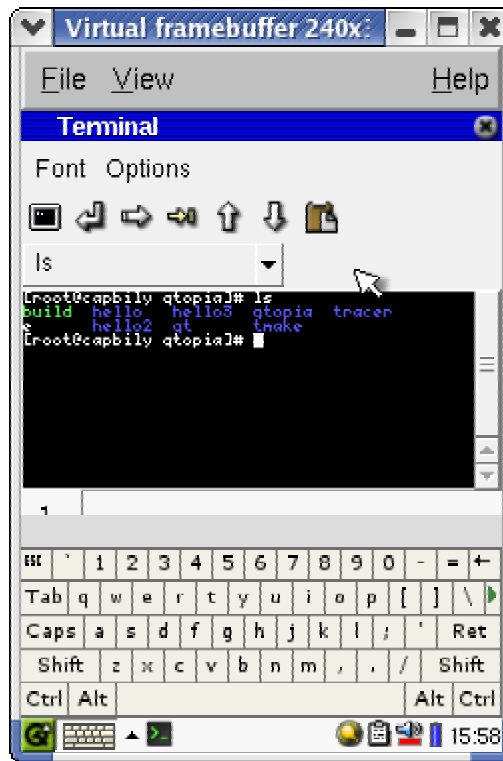 Virtual framebuffer 240x:
File View Help
Terminal
Font Options
ls
[root@capbily qtopia]# ls
build hello hello3 qtopia tracer
e hello2 qt tmake
[root@capbily qtopia]#
1
ESC ` 1 2 3 4 5 6 7 8 9 0 - = ←
Tab q w e r t y u i o p [ ] \
Caps a s d f g h j k l ; ' Ret
Shift z x c v b n m , . / Shift
Ctrl Alt Alt Ctrl
15:58